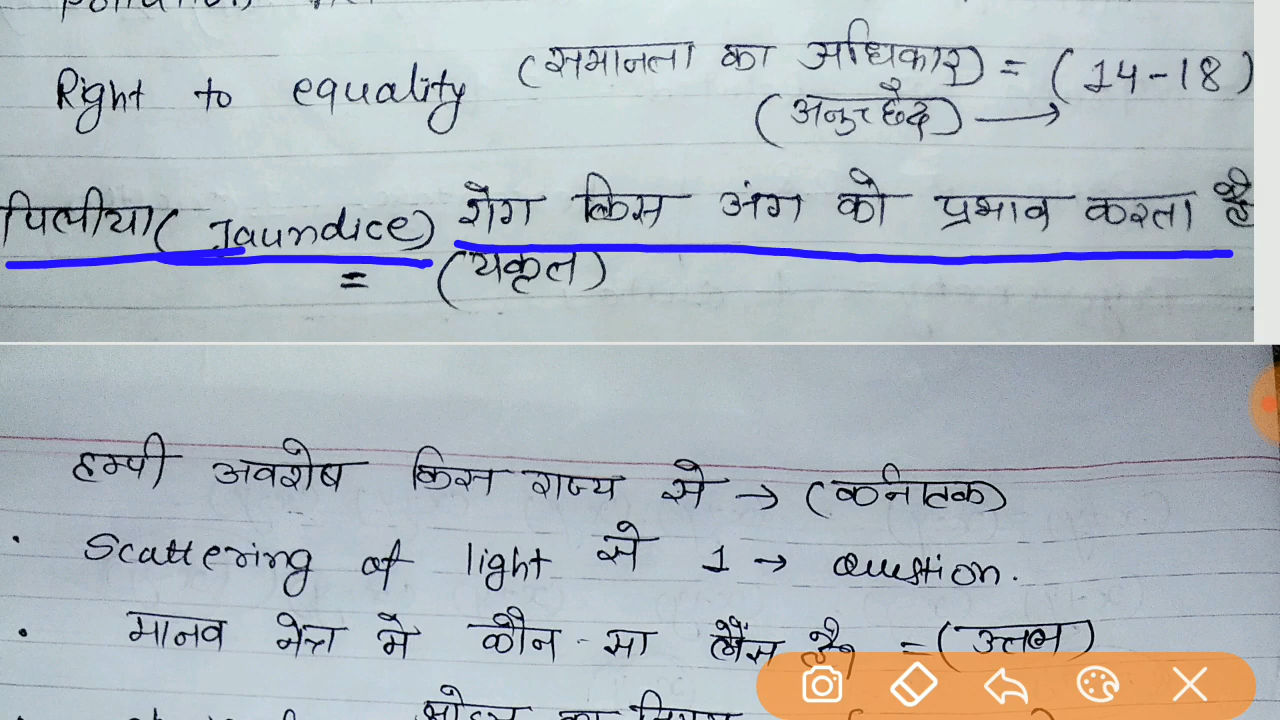 Right to equality (समानता का अधिकार) = (14-18)
(अनुच्छेद) →
पिलीया ( Jaundice) रोग किस अंग को प्रभाव करता है
= (यकृत)
हम्पी अवशेष किस राज्य से → (कर्नाटक)
• Scattering of light से 1 → Question.
• मानव नेत्र में कौन-सा लैंस है = (उत्तल)